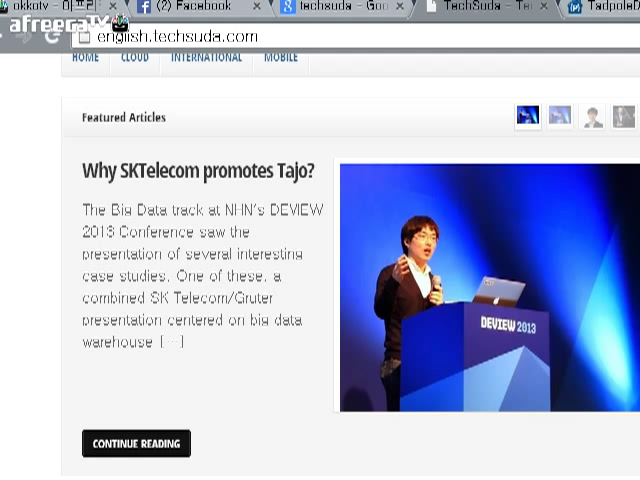 okkotv - 아프리
(2) Facebook
techsuda - Goo
TechSuda - Te
TadpoleD
afreecaTV
english.techsuda.com
HOME
CLOUD
INTERNATIONAL
MOBILE
Featured Articles
Why SKTelecom promotes Tajo?
The Big Data track at NHN's DEVIEW
2013 Conference saw the
presentation of several interesting
case studies. One of these, a
combined SK Telecom/Gruter
presentation centered on big data
warehouse [...]
DEVIEW 2013
CONTINUE READING